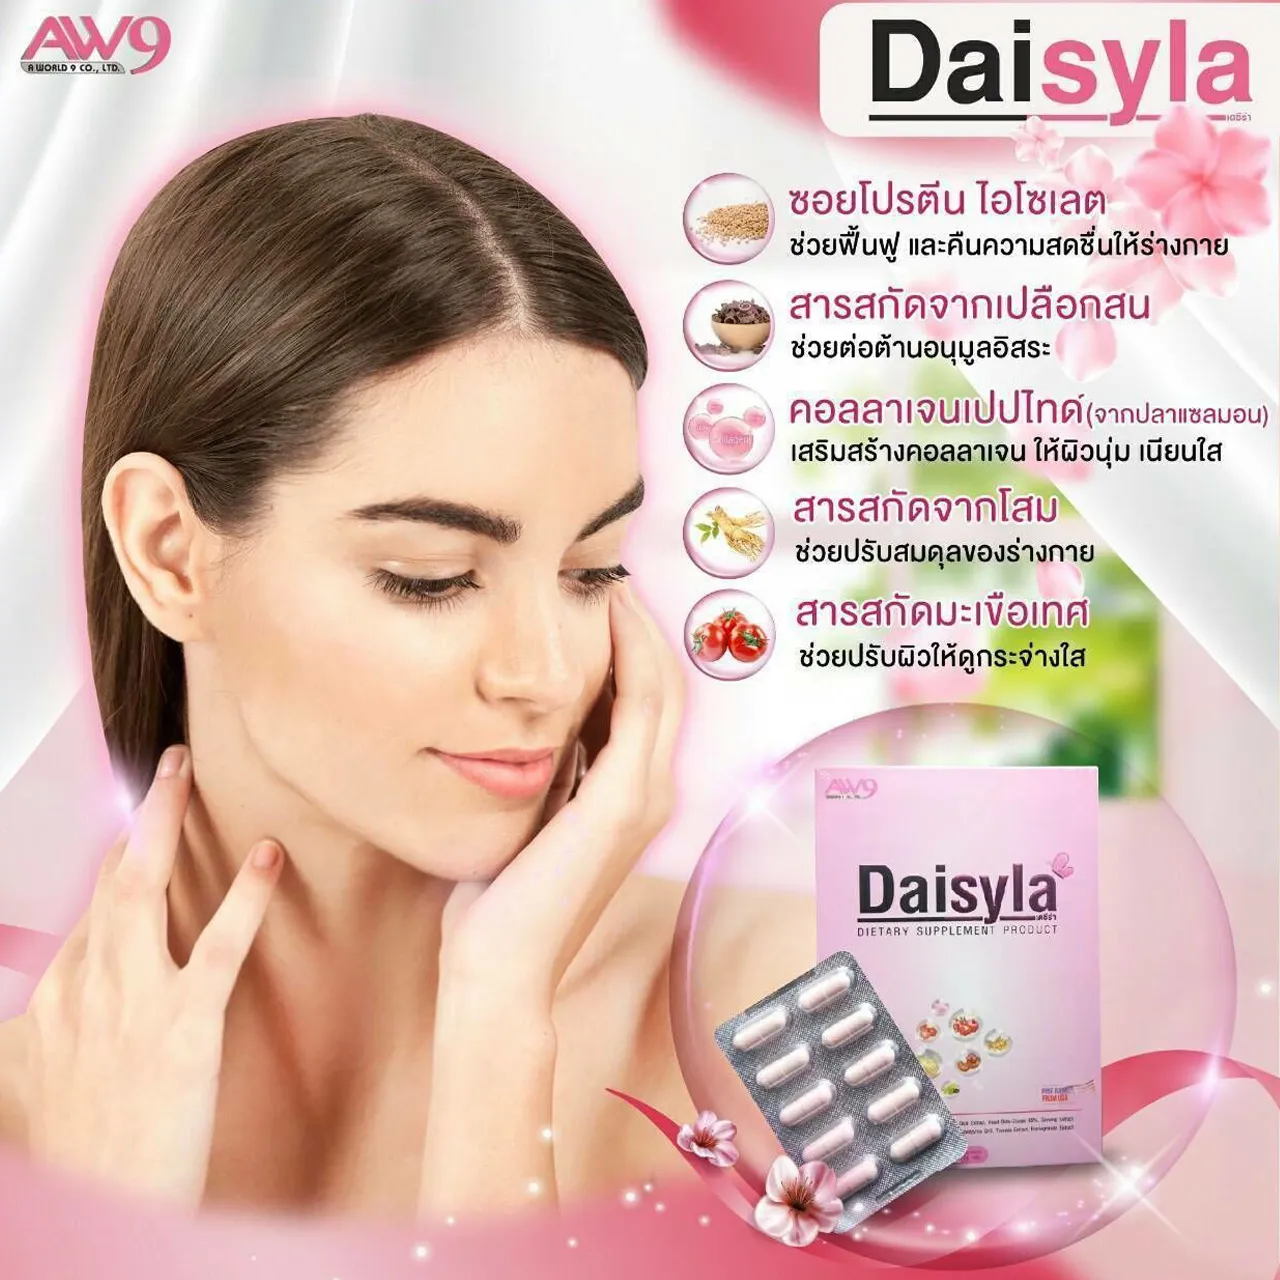 AW9
A WORLD 9 CO., LTD.
Daisyla
เดซีร่า
ซอยโปรตีน ไอโซเลต
ช่วยฟื้นฟู และคืนความสดชื่นให้ร่างกาย
สารสกัดจากเปลือกสน
ช่วยต่อต้านอนุมูลอิสระ
คอลลาเจนเปปไทด์(จากปลาแซลมอน)
เสริมสร้างคอลลาเจน ให้ผิวนุ่ม เนียนใส
สารสกัดจากโสม
ช่วยปรับสมดุลของร่างกาย
สารสกัดมะเขือเทศ
ช่วยปรับผิวให้ดูกระจ่างใส
Collagen
AW9
Daisyla
เดซีร่า
DIETARY SUPPLEMENT PRODUCT
FROM USA